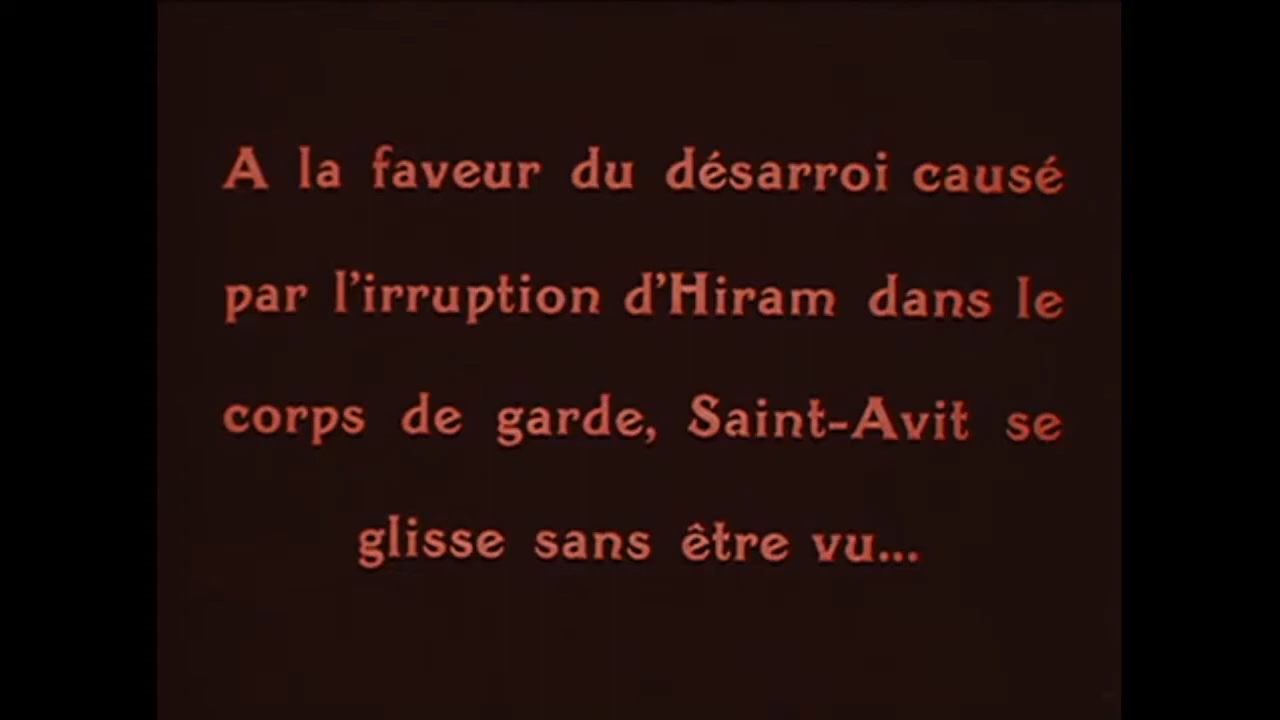 A la faveur du désarroi causé
par l'irruption d'Hiram dans le
corps de garde, Saint-Avit se
glisse sans être vu...